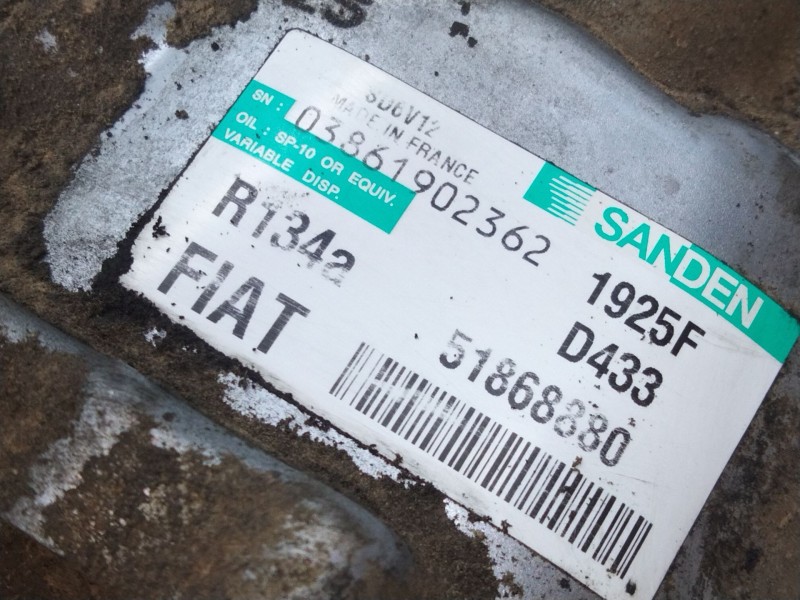 ES
SD6V12
MADE IN FRANCE
SN : 03861902362
OIL : SP-10 OR EQUIV.
VARIABLE DISP.
SANDEN
R134a
1925F
FIAT
D433
51868880